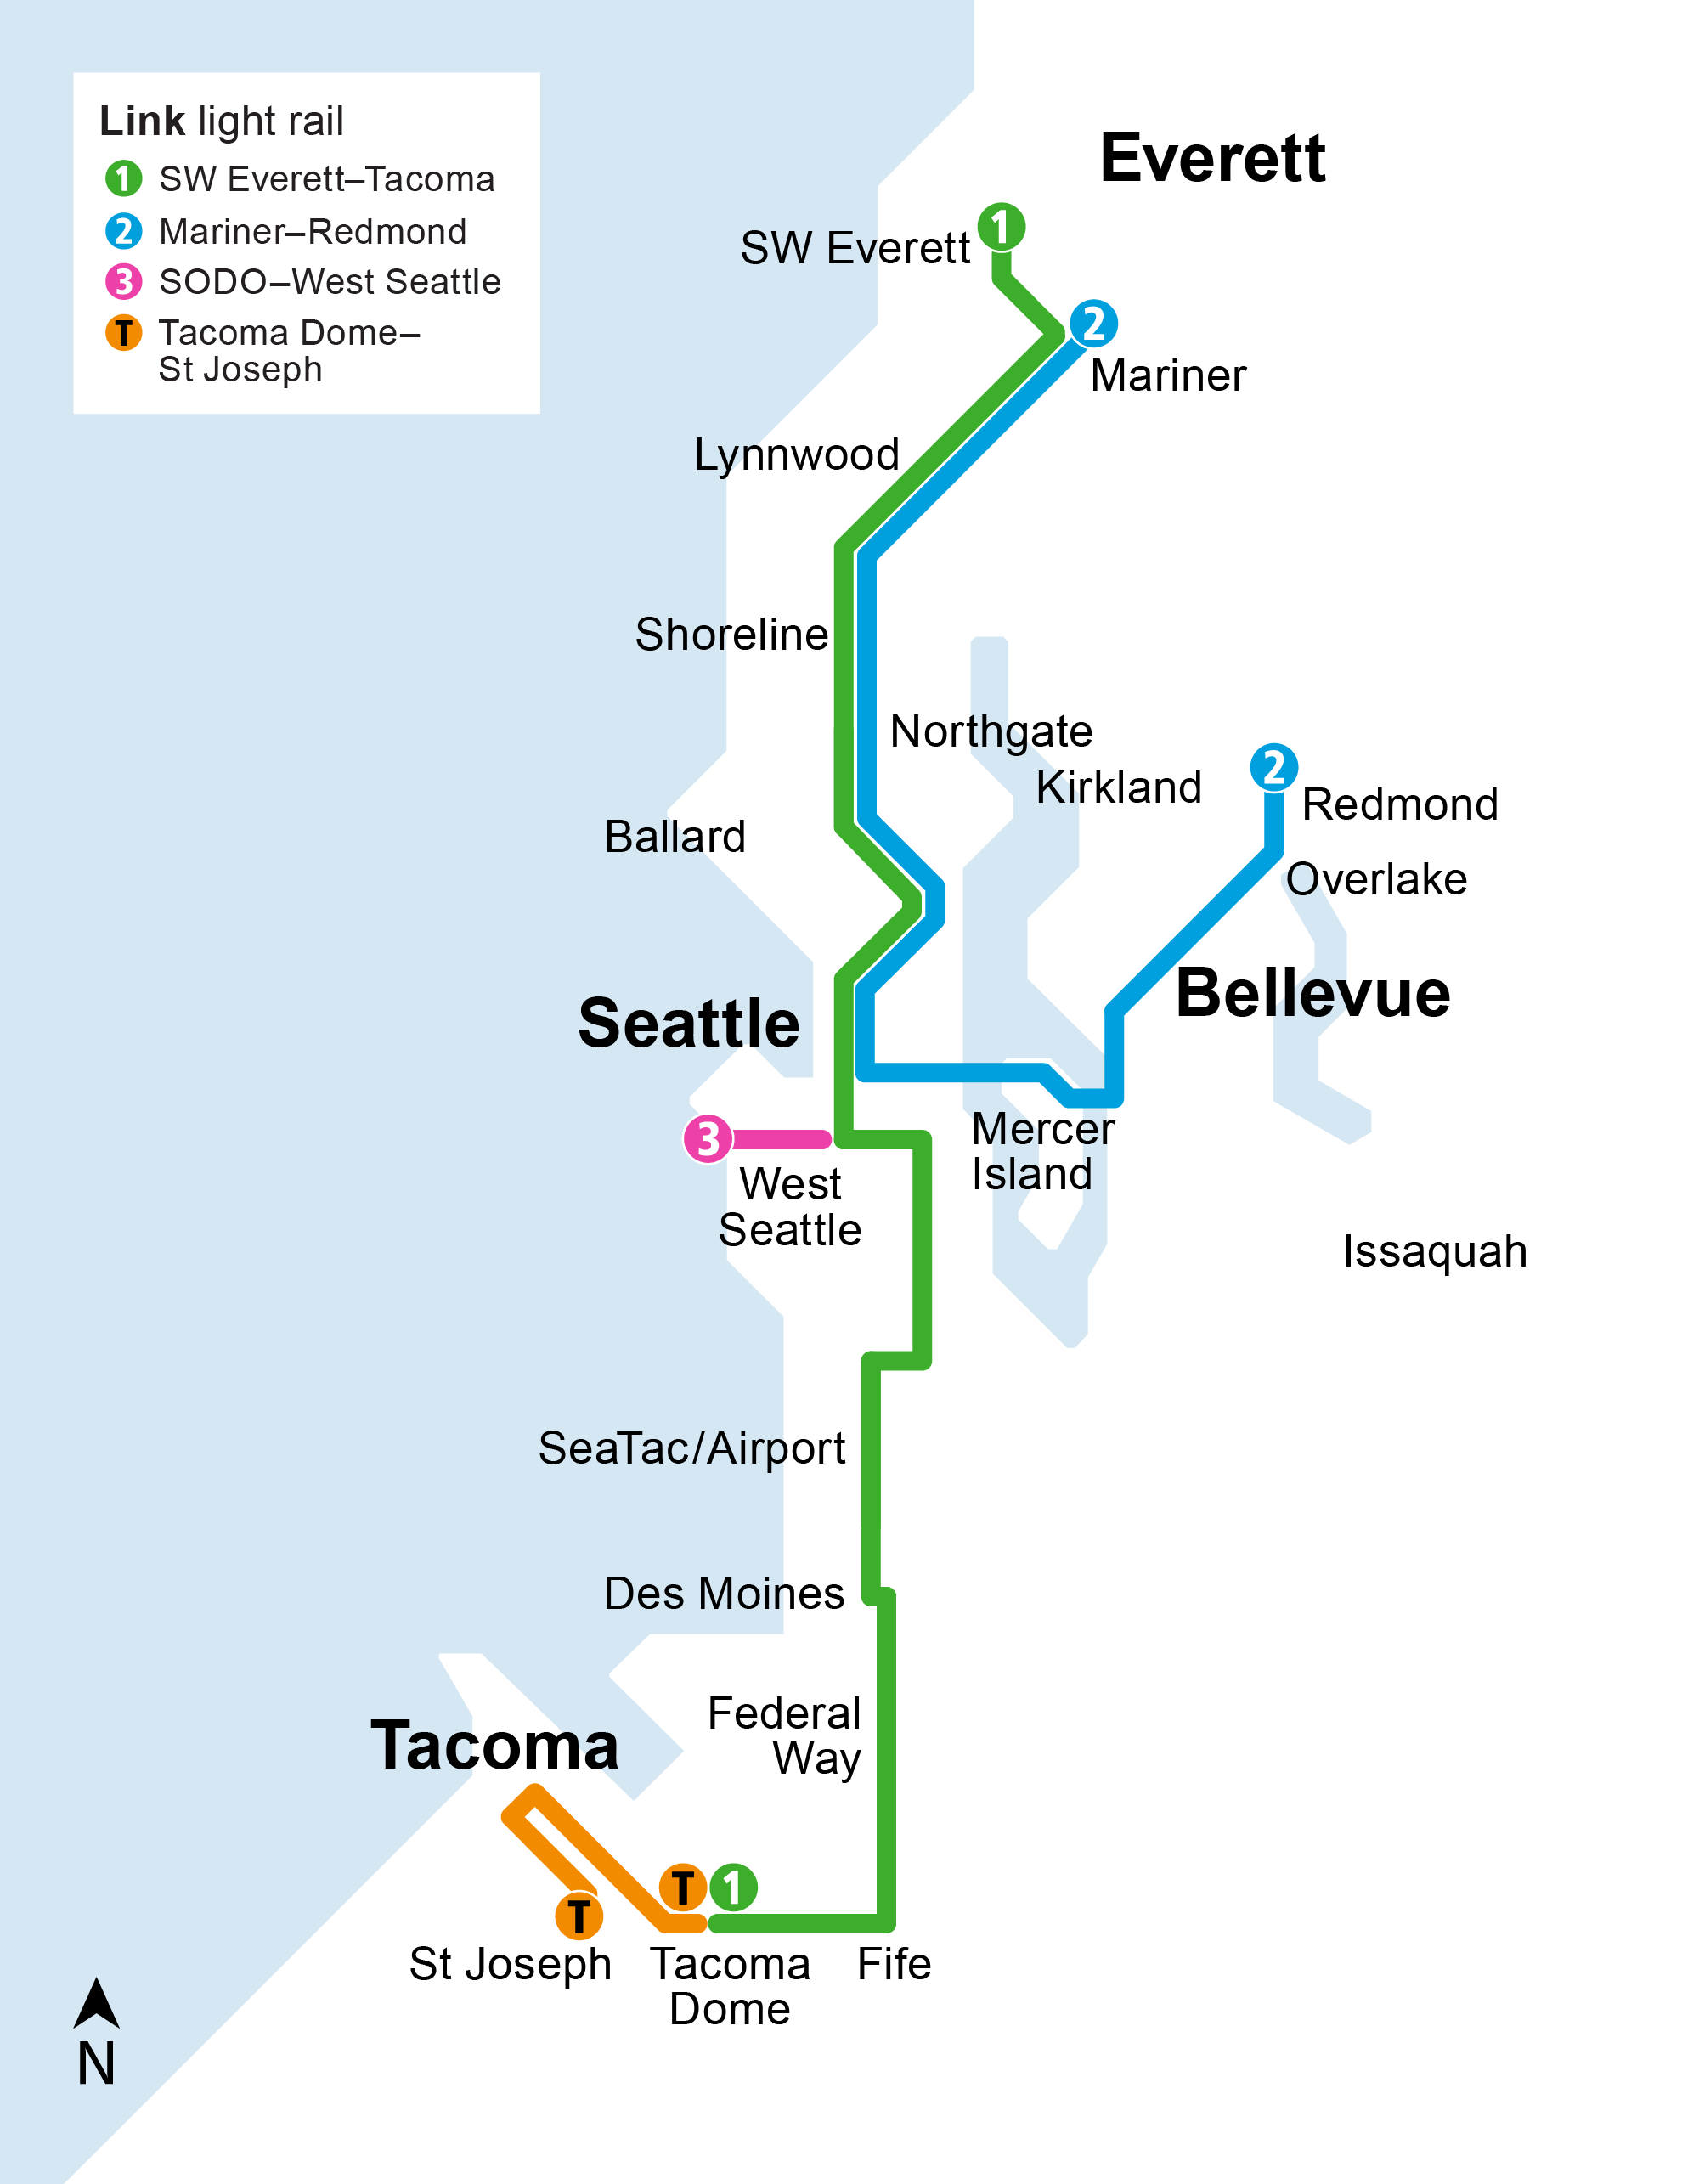 Link light rail
1 SW Everett–Tacoma
2 Mariner–Redmond
3 SODO–West Seattle
T Tacoma Dome–
St Joseph
Everett
1
SW Everett
2
Mariner
Lynnwood
Shoreline
Northgate
Kirkland
2
Redmond
Ballard
Overlake
Bellevue
Seattle
3
Mercer
Island
West
Seattle
Issaquah
SeaTac/Airport
Des Moines
Federal
Way
Tacoma
T 1
T
St Joseph
Tacoma
Dome
Fife
N